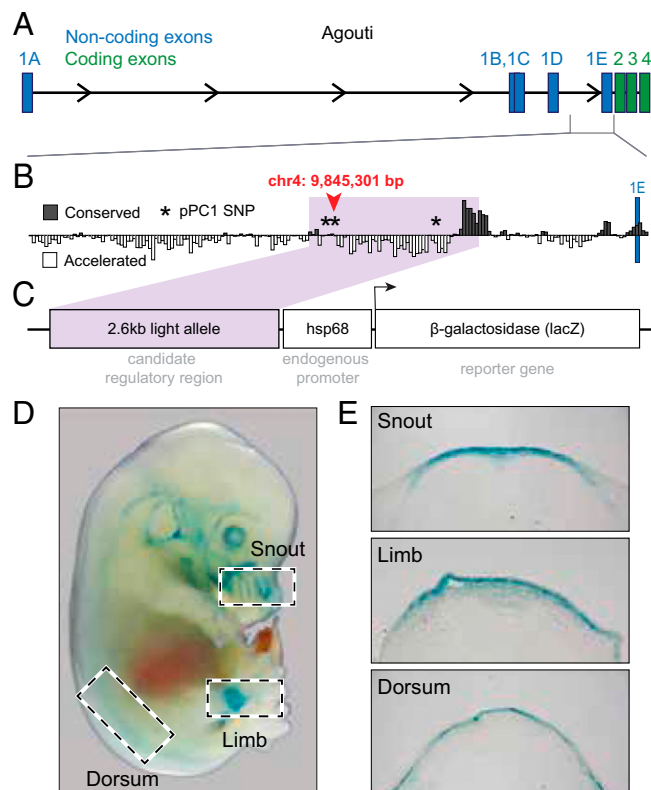 A
Non-coding exons
Coding exons
Agouti
1A
1B, 1C
1D
1E
2
3
4
B
chr4: 9,845,301 bp
Conserved
* pPC1 SNP
**
*
1E
Accelerated
C
2.6kb light allele
hsp68
β-galactosidase (lacZ)
candidate
regulatory region
endogenous
promoter
reporter gene
D
Snout
Limb
Dorsum
E
Snout
Limb
Dorsum